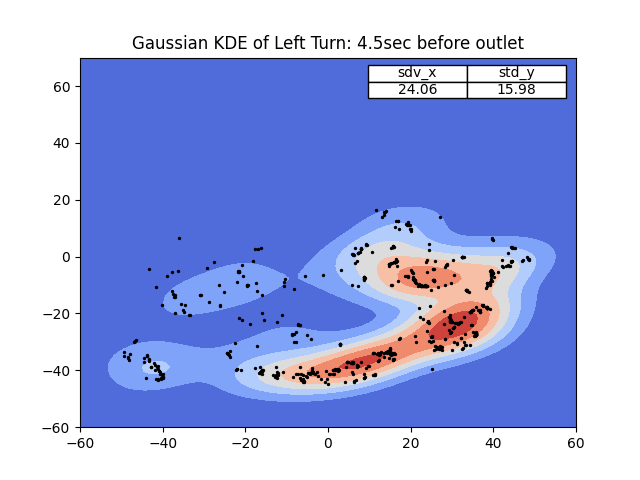 Gaussian KDE of Left Turn: 4.5sec before outlet
sdv_x std_y
24.06 15.98
60
40
20
0
−20
−40
−60
−60 −40 −20 0 20 40 60